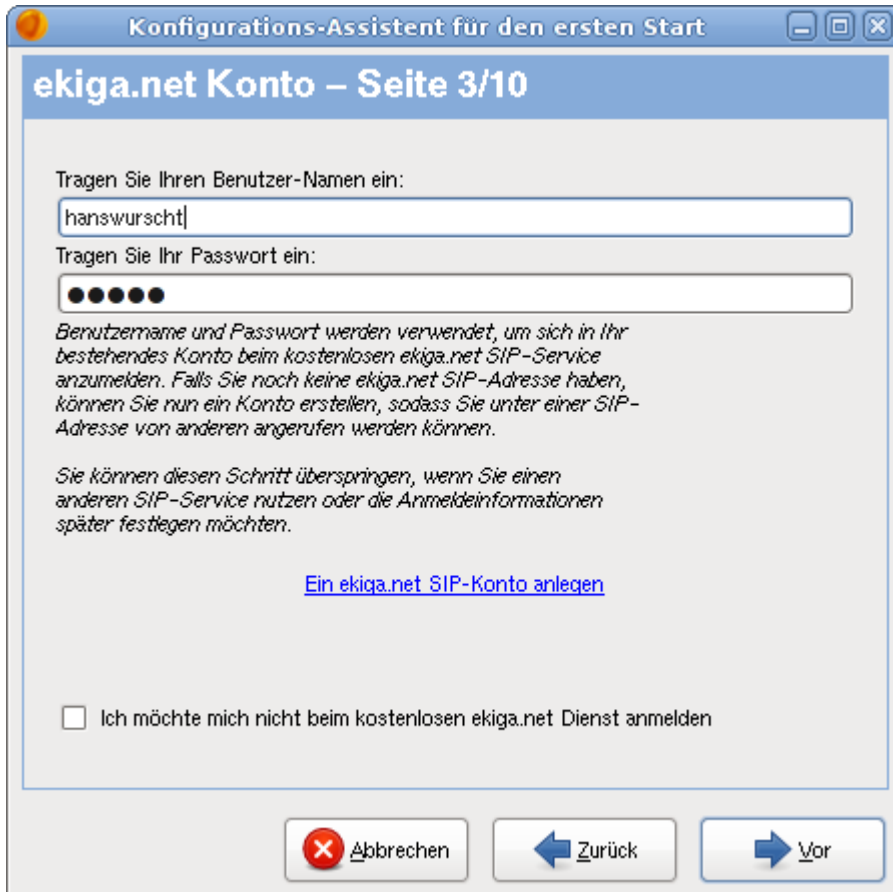 Konfigurations-Assistent für den ersten Start
ekiga.net Konto – Seite 3/10
Tragen Sie Ihren Benutzer-Namen ein:
hanswurscht
Tragen Sie Ihr Passwort ein:
●●●●●
Benutzername und Passwort werden verwendet, um sich in Ihr
bestehendes Konto beim kostenlosen ekiga.net SIP-Service
anzumelden. Falls Sie noch keine ekiga.net SIP-Adresse haben,
können Sie nun ein Konto erstellen, sodass Sie unter einer SIP-
Adresse von anderen angerufen werden können.
Sie können diesen Schritt überspringen, wenn Sie einen
anderen SIP-Service nutzen oder die Anmeldeinformationen
später festlegen möchten.
Ein ekiga.net SIP-Konto anlegen
Ich möchte mich nicht beim kostenlosen ekiga.net Dienst anmelden
Abbrechen
Zurück
Vor